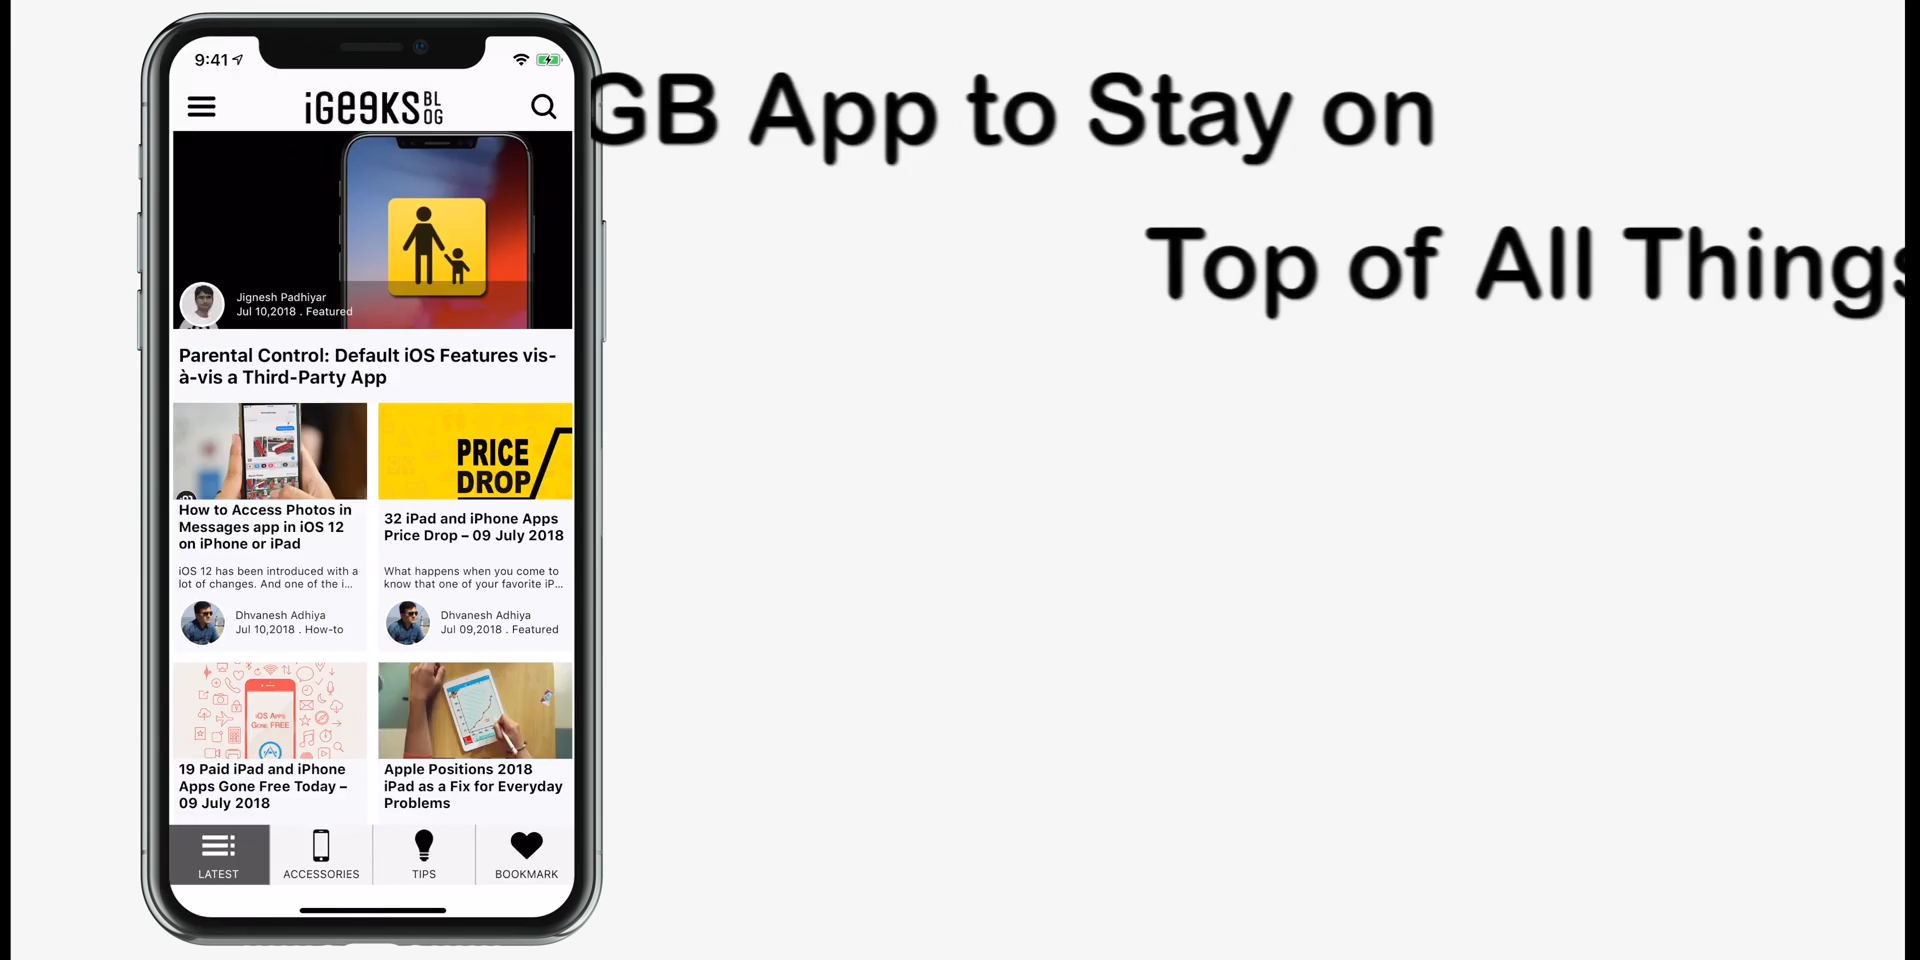 9:41
iGeeKS BLOG
GB App to Stay on
Top of All Things
Jignesh Padhiyar
Jul 10,2018 . Featured
Parental Control: Default iOS Features vis-
à-vis a Third-Party App
How to Access Photos in
Messages app in iOS 12
on iPhone or iPad
iOS 12 has been introduced with a
lot of changes. And one of the i...
Dhvanesh Adhiya
Jul 10,2018 . How-to
PRICE
DROP
32 iPad and iPhone Apps
Price Drop – 09 July 2018
What happens when you come to
know that one of your favorite iP...
Dhvanesh Adhiya
Jul 09,2018 . Featured
iOS Apps
Gone FREE
19 Paid iPad and iPhone
Apps Gone Free Today –
09 July 2018
Apple Positions 2018
iPad as a Fix for Everyday
Problems
LATEST
ACCESSORIES
TIPS
BOOKMARK